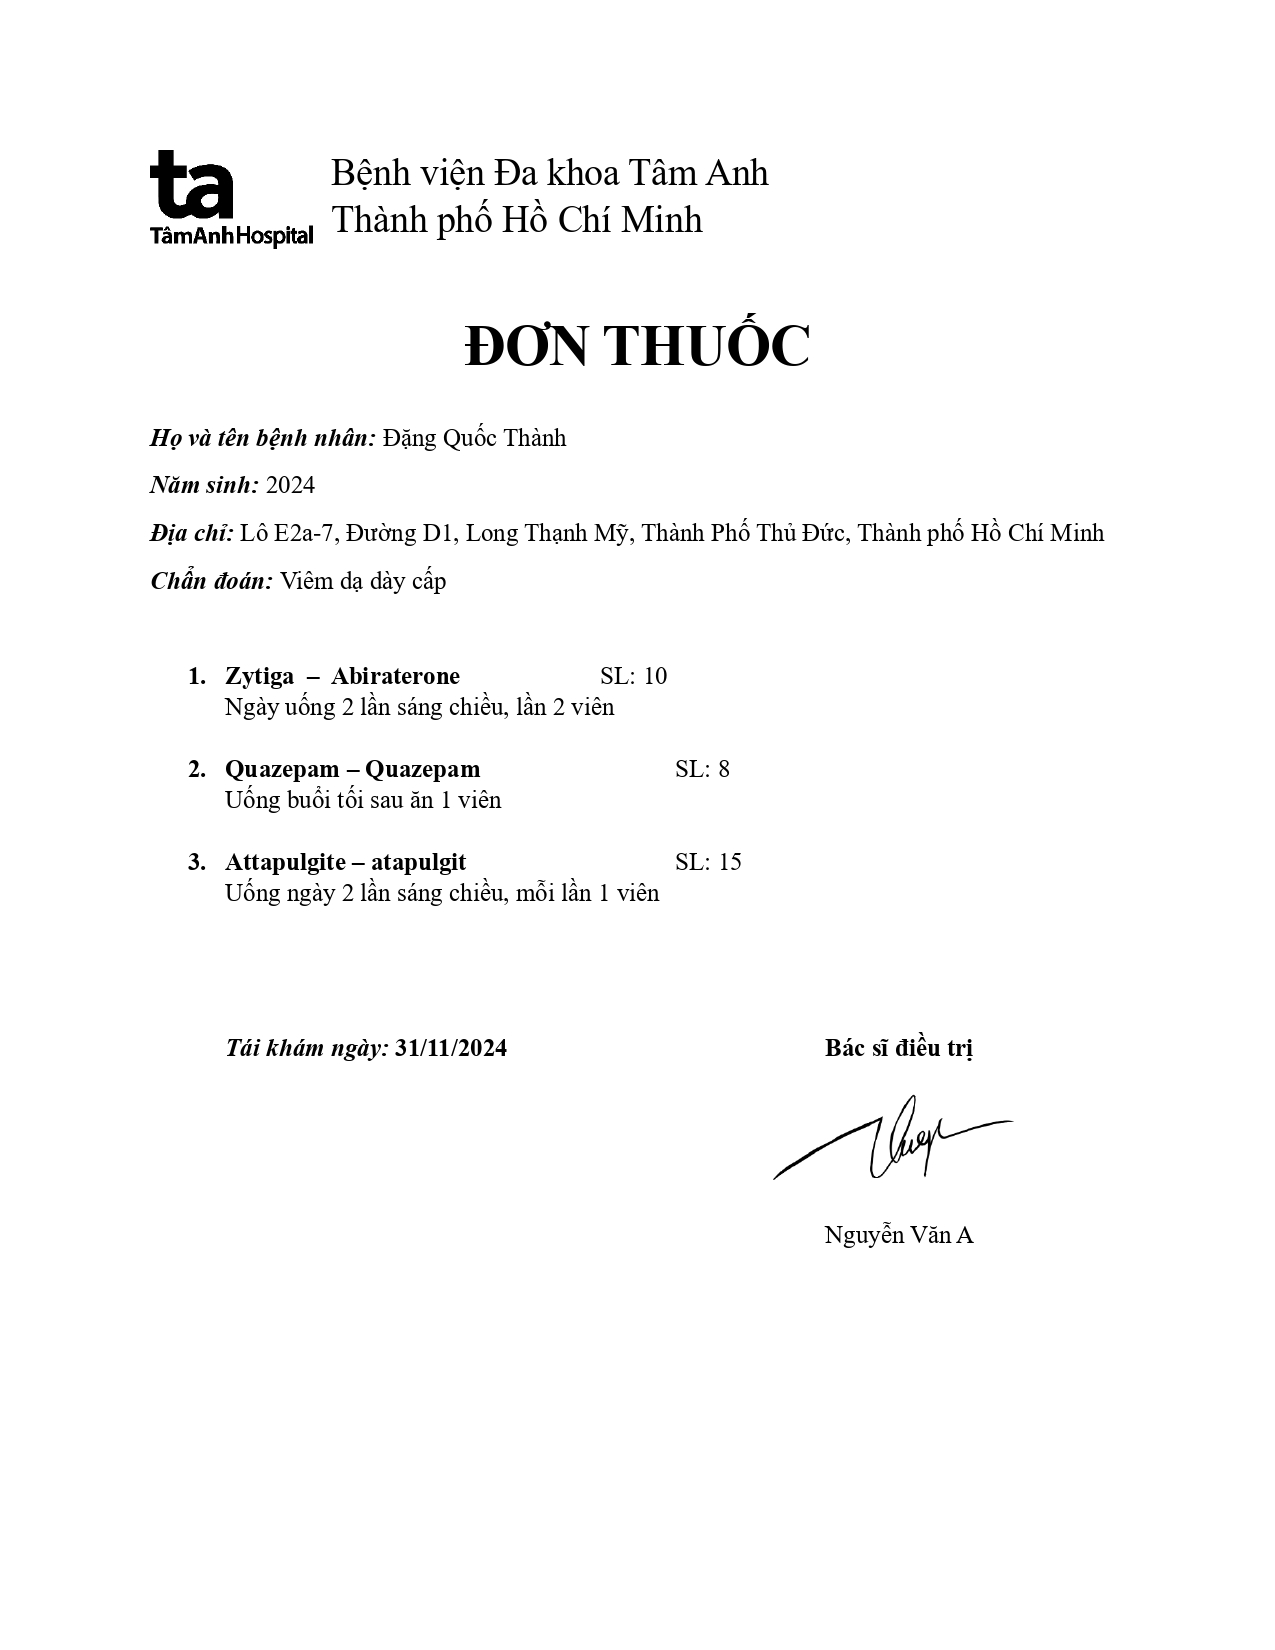 ta
TâmAnh Hospital
Bệnh viện Đa khoa Tâm Anh
Thành phố Hồ Chí Minh
ĐƠN THUỐC
Họ và tên bệnh nhân: Đặng Quốc Thành
Năm sinh: 2024
Địa chỉ: Lô E2a-7, Đường D1, Long Thạnh Mỹ, Thành Phố Thủ Đức, Thành phố Hồ Chí Minh
Chẩn đoán: Viêm dạ dày cấp
1. Zytiga – Abiraterone SL: 10
Ngày uống 2 lần sáng chiều, lần 2 viên
2. Quazepam – Quazepam SL: 8
Uống buổi tối sau ăn 1 viên
3. Attapulgite – atapulgit SL: 15
Uống ngày 2 lần sáng chiều, mỗi lần 1 viên
Tái khám ngày: 31/11/2024 Bác sĩ điều trị
Nguyễn Văn A